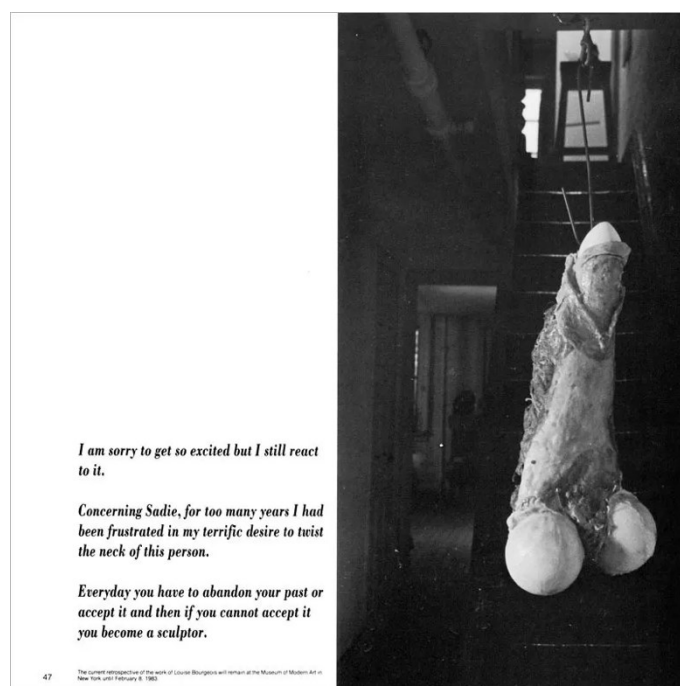 I am sorry to get so excited but I still react
to it.
Concerning Sadie, for too many years I had
been frustrated in my terrific desire to twist
the neck of this person.
Everyday you have to abandon your past or
accept it and then if you cannot accept it
you become a sculptor.
47
The current retrospective of the work of Louise Bourgeois will remain at the Museum of Modern Art in
New York until February 8, 1983.